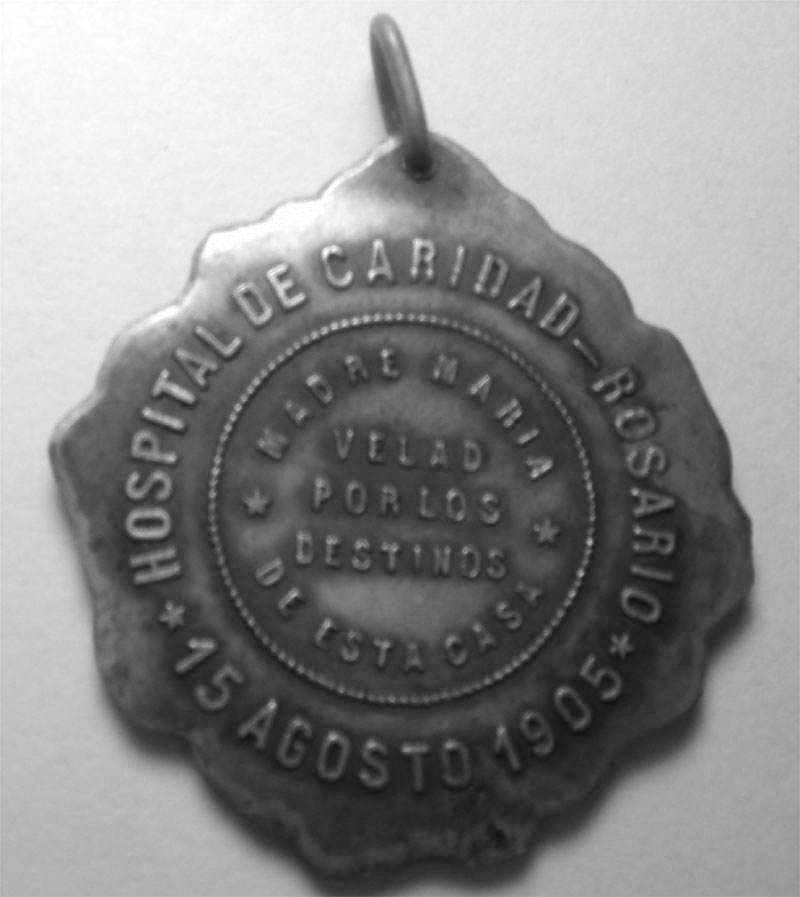 HOSPITAL DE CARIDAD - ROSARIO
* 15 AGOSTO 1905 *
MADRE MARIA
VELAD
POR LOS
DESTINOS
* DE ESTA CASA *